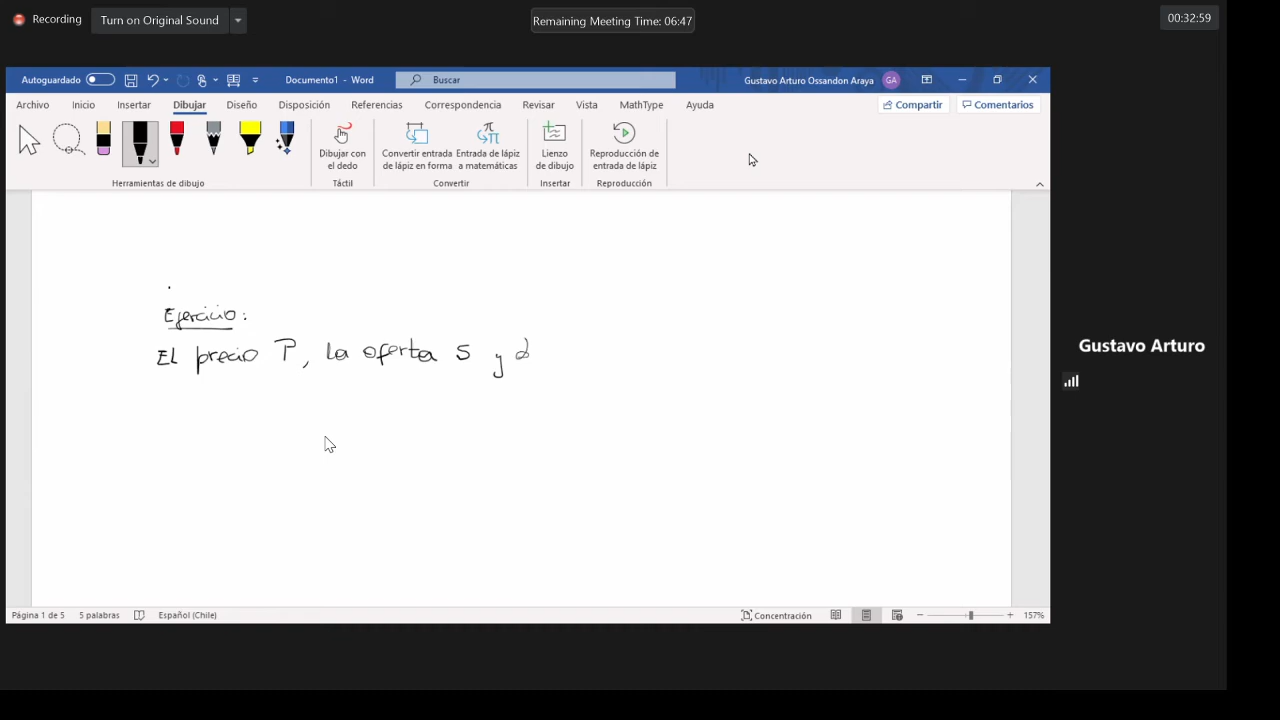 Recording
Turn on Original Sound
Remaining Meeting Time: 06:47
00:32:59
Autoguardado
Documento1 - Word
Buscar
Gustavo Arturo Ossandon Araya
GA
Archivo
Inicio
Insertar
Dibujar
Diseño
Disposición
Referencias
Correspondencia
Revisar
Vista
MathType
Ayuda
Compartir
Comentarios
Dibujar con
el dedo
Convertir entrada
de lápiz en forma
Entrada de lápiz
a matemáticas
Lienzo
de dibujo
Reproducción de
entrada de lápiz
Herramientas de dibujo
Táctil
Convertir
Insertar
Reproducción
Ejercicio:
El precio P, la oferta S y
Gustavo Arturo
Página 1 de 5
5 palabras
Español (Chile)
Concentración
157%